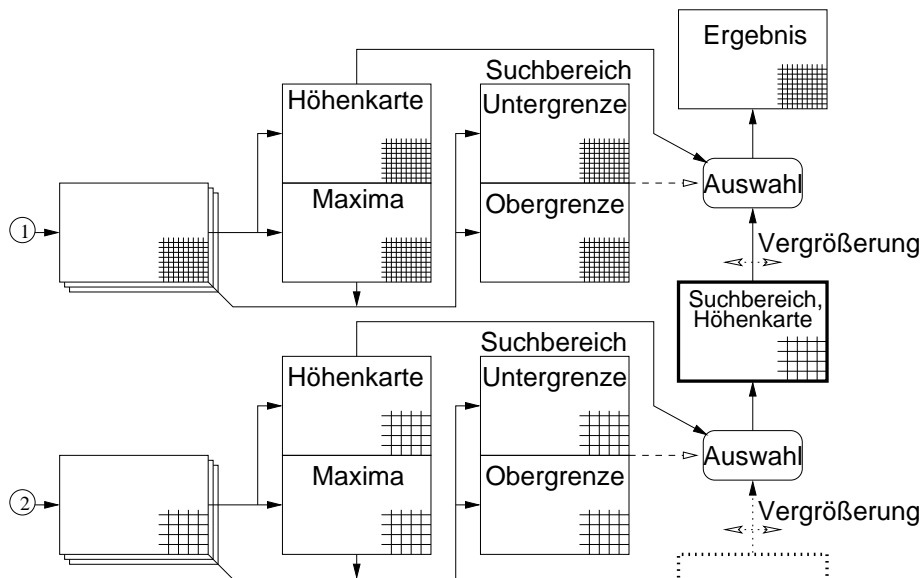 Ergebnis
Suchbereich
Höhenkarte
Untergrenze
Auswahl
Maxima
Obergrenze
1
Vergrößerung
Suchbereich,
Höhenkarte
Suchbereich
Höhenkarte
Untergrenze
Auswahl
Maxima
Obergrenze
2
Vergrößerung